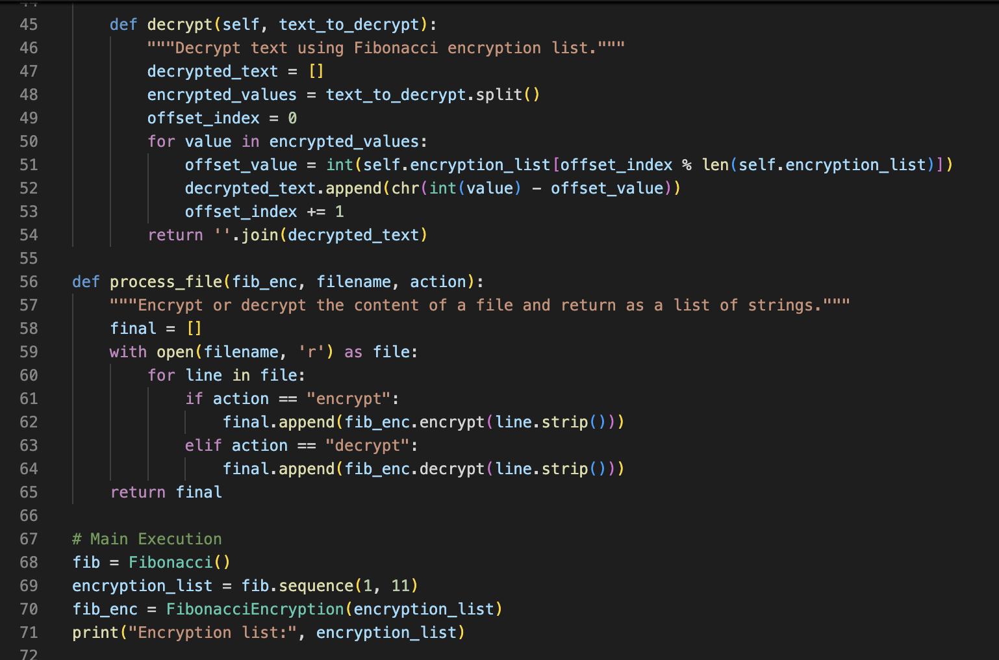 44
45 def decrypt(self, text_to_decrypt):
46 """Decrypt text using Fibonacci encryption list."""
47 decrypted_text = []
48 encrypted_values = text_to_decrypt.split()
49 offset_index = 0
50 for value in encrypted_values:
51 offset_value = int(self.encryption_list[offset_index % len(self.encryption_list)])
52 decrypted_text.append(chr(int(value) - offset_value))
53 offset_index += 1
54 return ''.join(decrypted_text)
55
56 def process_file(fib_enc, filename, action):
57 """Encrypt or decrypt the content of a file and return as a list of strings."""
58 final = []
59 with open(filename, 'r') as file:
60 for line in file:
61 if action == "encrypt":
62 final.append(fib_enc.encrypt(line.strip()))
63 elif action == "decrypt":
64 final.append(fib_enc.decrypt(line.strip()))
65 return final
66
67 # Main Execution
68 fib = Fibonacci()
69 encryption_list = fib.sequence(1, 11)
70 fib_enc = FibonacciEncryption(encryption_list)
71 print("Encryption list:", encryption_list)
72